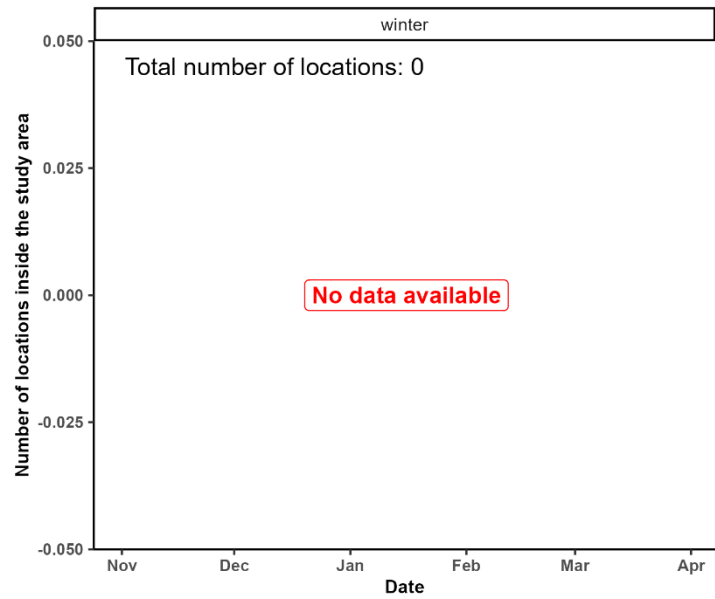 winter
Total number of locations: 0
Number of locations inside the study area
0.050
0.025
0.000
-0.025
-0.050
No data available
Nov Dec Jan Feb Mar Apr
Date